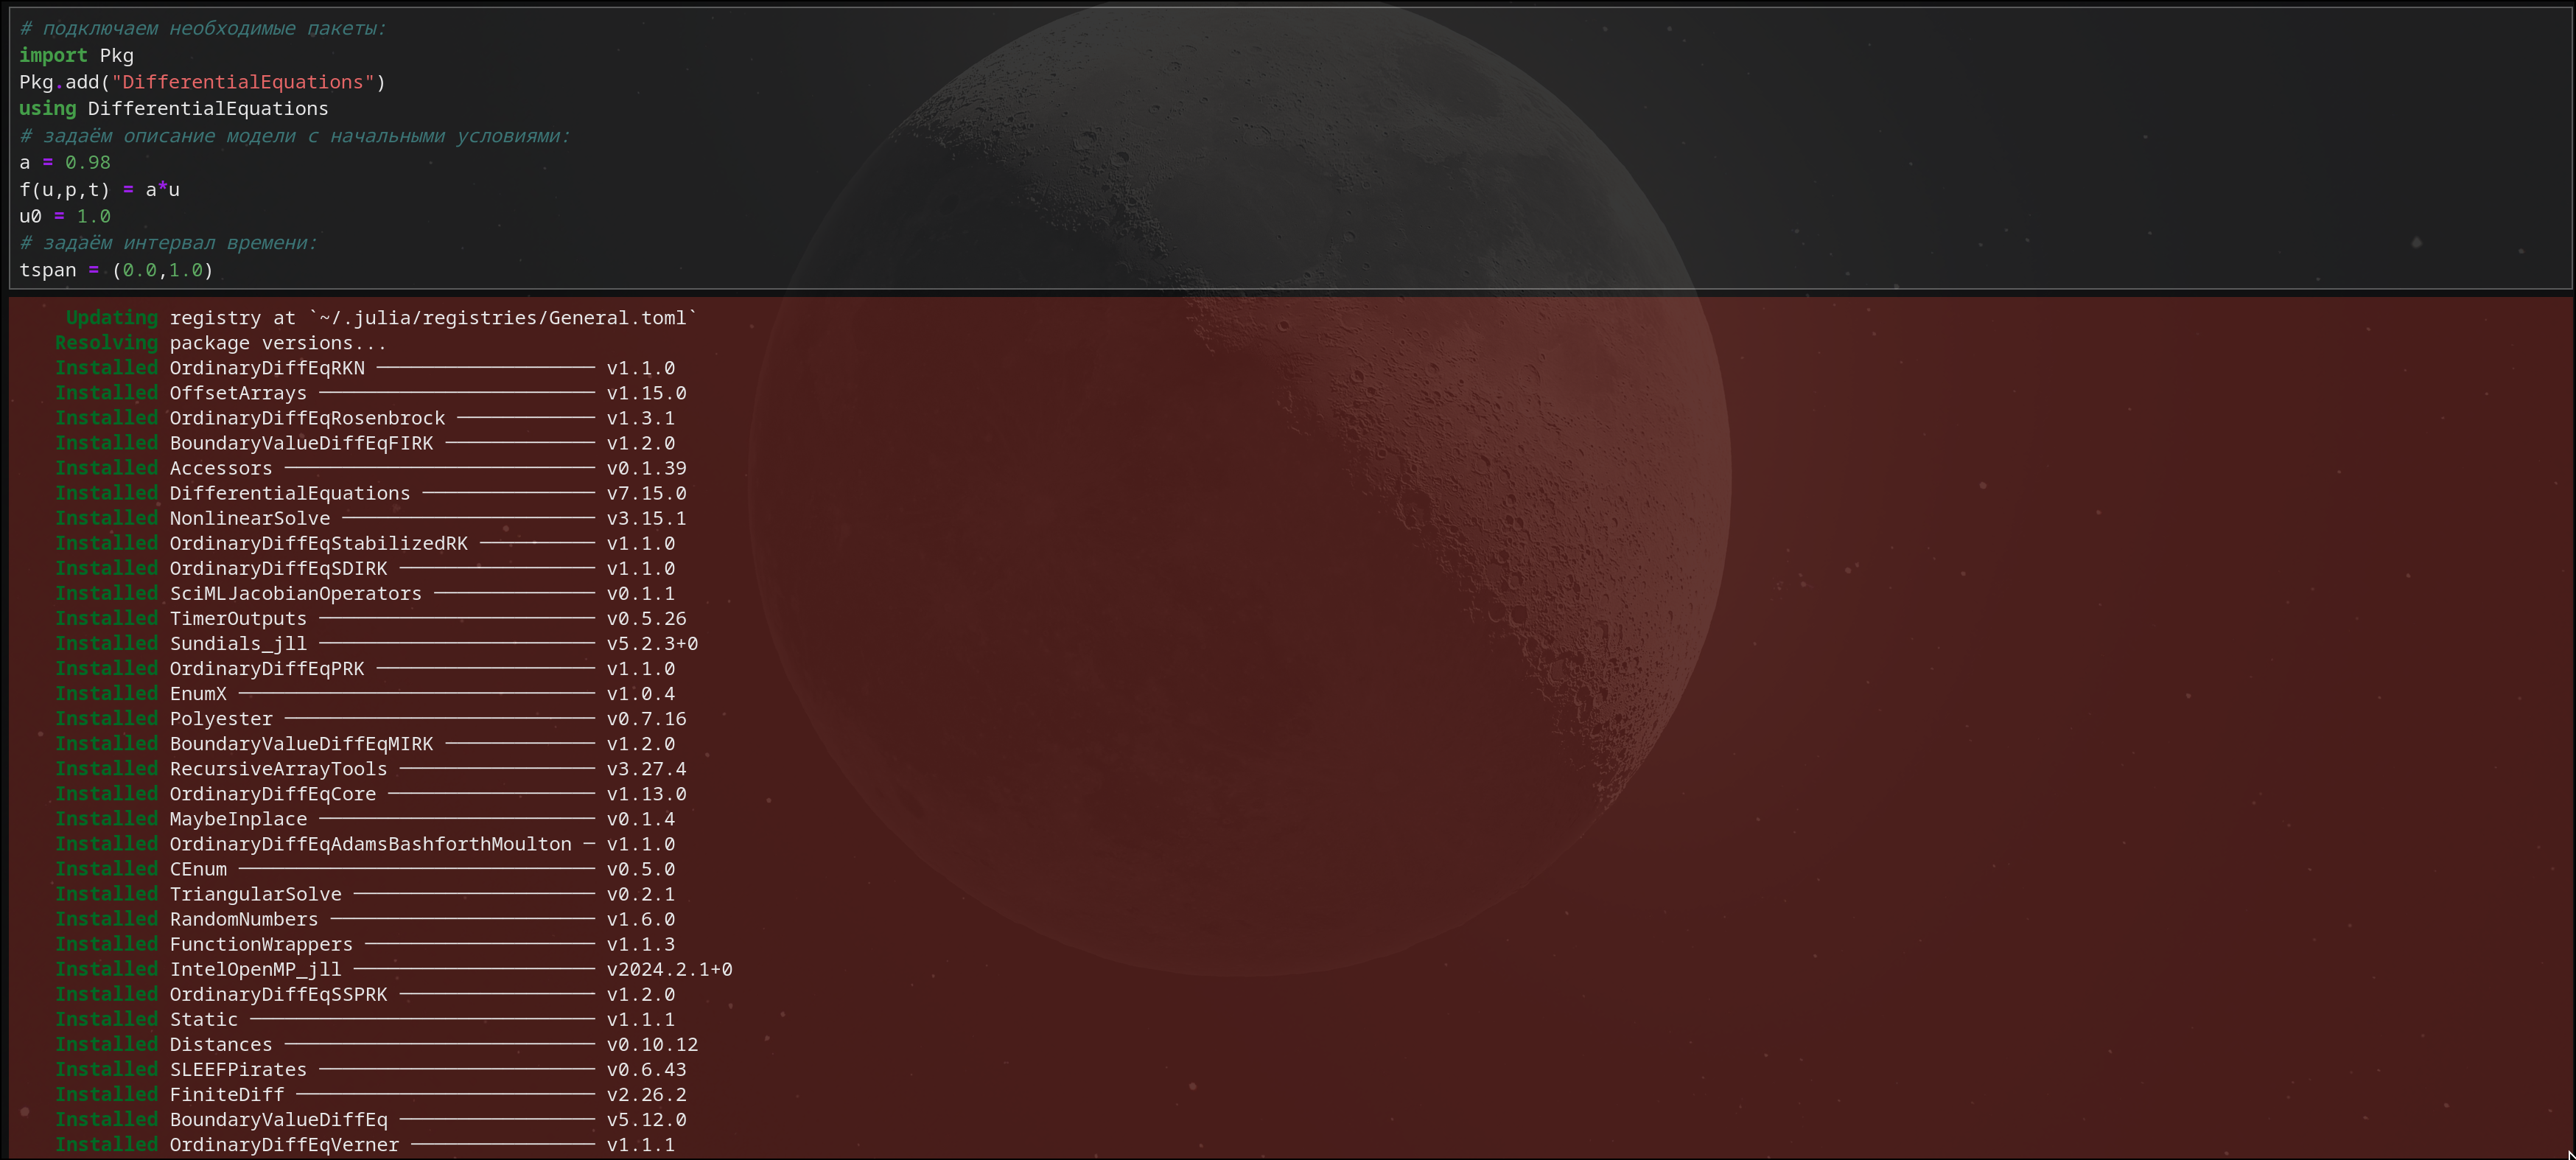 # подключаем необходимые пакеты:
import Pkg
Pkg.add("DifferentialEquations")
using DifferentialEquations
# задаём описание модели с начальными условиями:
a = 0.98
f(u,p,t) = a*u
u0 = 1.0
# задаём интервал времени:
tspan = (0.0,1.0)
Updating registry at `~/.julia/registries/General.toml`
Resolving package versions...
Installed OrdinaryDiffEqRKN ─────────────────── v1.1.0
Installed OffsetArrays ──────────────────────── v1.15.0
Installed OrdinaryDiffEqRosenbrock ──────────── v1.3.1
Installed BoundaryValueDiffEqFIRK ───────────── v1.2.0
Installed Accessors ─────────────────────────── v0.1.39
Installed DifferentialEquations ─────────────── v7.15.0
Installed NonlinearSolve ────────────────────── v3.15.1
Installed OrdinaryDiffEqStabilizedRK ────────── v1.1.0
Installed OrdinaryDiffEqSDIRK ───────────────── v1.1.0
Installed SciMLJacobianOperators ────────────── v0.1.1
Installed TimerOutputs ──────────────────────── v0.5.26
Installed Sundials_jll ──────────────────────── v5.2.3+0
Installed OrdinaryDiffEqPRK ─────────────────── v1.1.0
Installed EnumX ─────────────────────────────── v1.0.4
Installed Polyester ─────────────────────────── v0.7.16
Installed BoundaryValueDiffEqMIRK ───────────── v1.2.0
Installed RecursiveArrayTools ───────────────── v3.27.4
Installed OrdinaryDiffEqCore ────────────────── v1.13.0
Installed MaybeInplace ──────────────────────── v0.1.4
Installed OrdinaryDiffEqAdamsBashforthMoulton ─ v1.1.0
Installed CEnum ─────────────────────────────── v0.5.0
Installed TriangularSolve ───────────────────── v0.2.1
Installed RandomNumbers ─────────────────────── v1.6.0
Installed FunctionWrappers ──────────────────── v1.1.3
Installed IntelOpenMP_jll ───────────────────── v2024.2.1+0
Installed OrdinaryDiffEqSSPRK ───────────────── v1.2.0
Installed Static ────────────────────────────── v1.1.1
Installed Distances ─────────────────────────── v0.10.12
Installed SLEEFPirates ──────────────────────── v0.6.43
Installed FiniteDiff ────────────────────────── v2.26.2
Installed BoundaryValueDiffEq ───────────────── v5.12.0
Installed OrdinaryDiffEqVerner ──────────────── v1.1.1